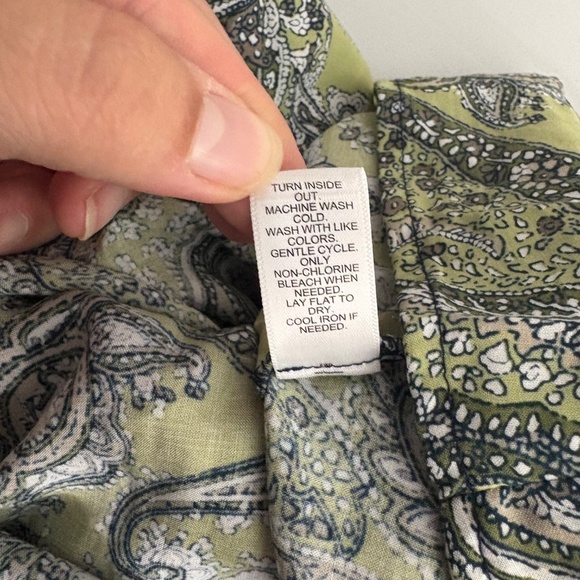 TURN INSIDE
OUT.
MACHINE WASH
COLD.
WASH WITH LIKE
COLORS.
GENTLE CYCLE.
ONLY
NON-CHLORINE
BLEACH WHEN
NEEDED.
LAY FLAT TO
DRY.
COOL IRON IF
NEEDED.